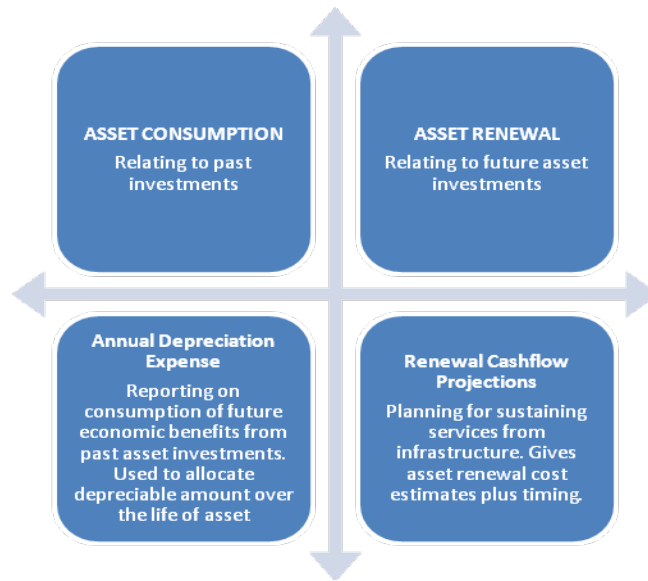 ASSET CONSUMPTION
Relating to past
investments
ASSET RENEWAL
Relating to future asset
investments
Annual Depreciation
Expense
Reporting on
consumption of future
economic benefits from
past asset investments.
Used to allocate
depreciable amount over
the life of asset
Renewal Cashflow
Projections
Planning for sustaining
services from
infrastructure. Gives
asset renewal cost
estimates plus timing.